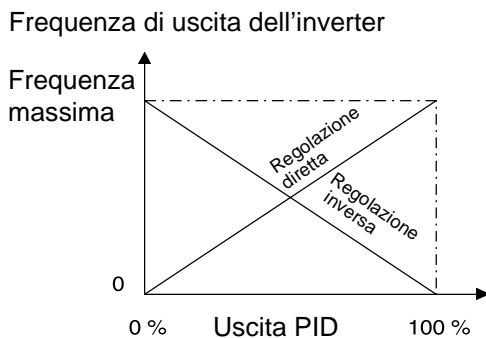 Frequenza di uscita dell'inverter
Frequenza
massima
Regolazione
diretta
Regolazione
inversa
0
0 %
Uscita PID
100 %